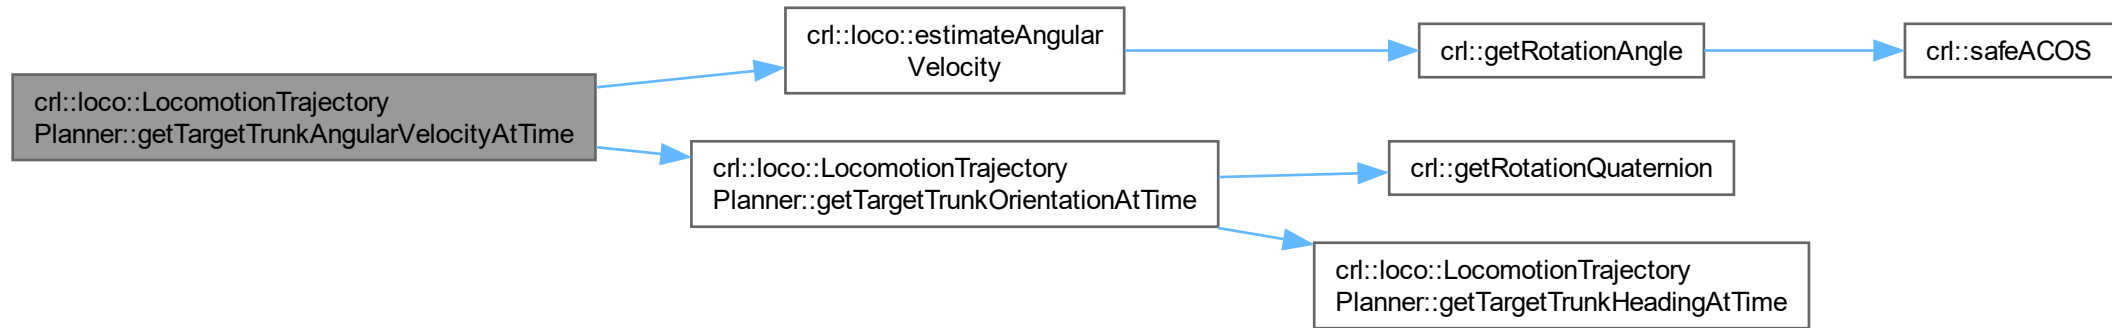 crl::loco::LocomotionTrajectory
Planner::getTargetTrunkAngularVelocityAtTime
crl::loco::estimateAngular
Velocity
crl::getRotationAngle
crl::safeACOS
crl::loco::LocomotionTrajectory
Planner::getTargetTrunkOrientationAtTime
crl::getRotationQuaternion
crl::loco::LocomotionTrajectory
Planner::getTargetTrunkHeadingAtTime